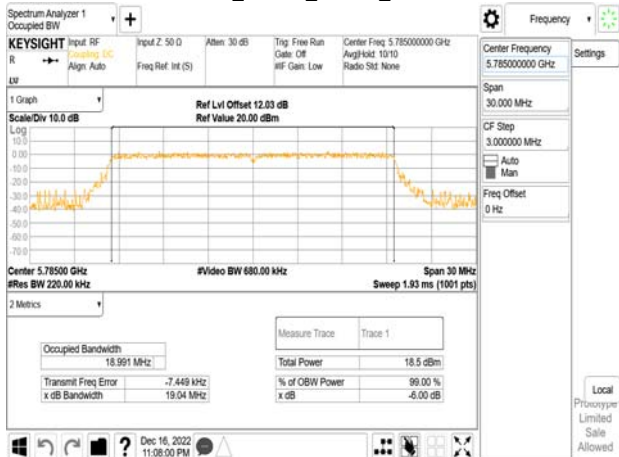 Spectrum Analyzer 1
Occupied BW
+
Frequency
KEYSIGHT
R
LXI
Input: RF
Coupling: DC
Align: Auto
Input Z: 50 Ω
Freq Ref: Int (S)
Atten: 30 dB
Trig: Free Run
Gate: Off
#IF Gain: Low
Center Freq: 5.785000000 GHz
Avg|Hold: 10/10
Radio Std: None
Center Frequency
5.785000000 GHz
Settings
Span
30.000 MHz
CF Step
3.000000 MHz
Auto
Man
Freq Offset
0 Hz
1 Graph
Scale/Div 10.0 dB
Ref Lvl Offset 12.03 dB
Ref Value 20.00 dBm
Log
10.0
0.00
-10.0
-20.0
-30.0
-40.0
-50.0
-60.0
-70.0
Center 5.78500 GHz
#Res BW 220.00 kHz
#Video BW 680.00 kHz
Span 30 MHz
Sweep 1.93 ms (1001 pts)
2 Metrics
Measure Trace
Trace 1
Occupied Bandwidth
18.991 MHz
Total Power
18.5 dBm
Transmit Freq Error
-7.449 kHz
% of OBW Power
99.00 %
x dB Bandwidth
19.04 MHz
x dB
-6.00 dB
Local
Prototype
Limited
Sale
Allowed
?
Dec 16, 2022
11:08:00 PM